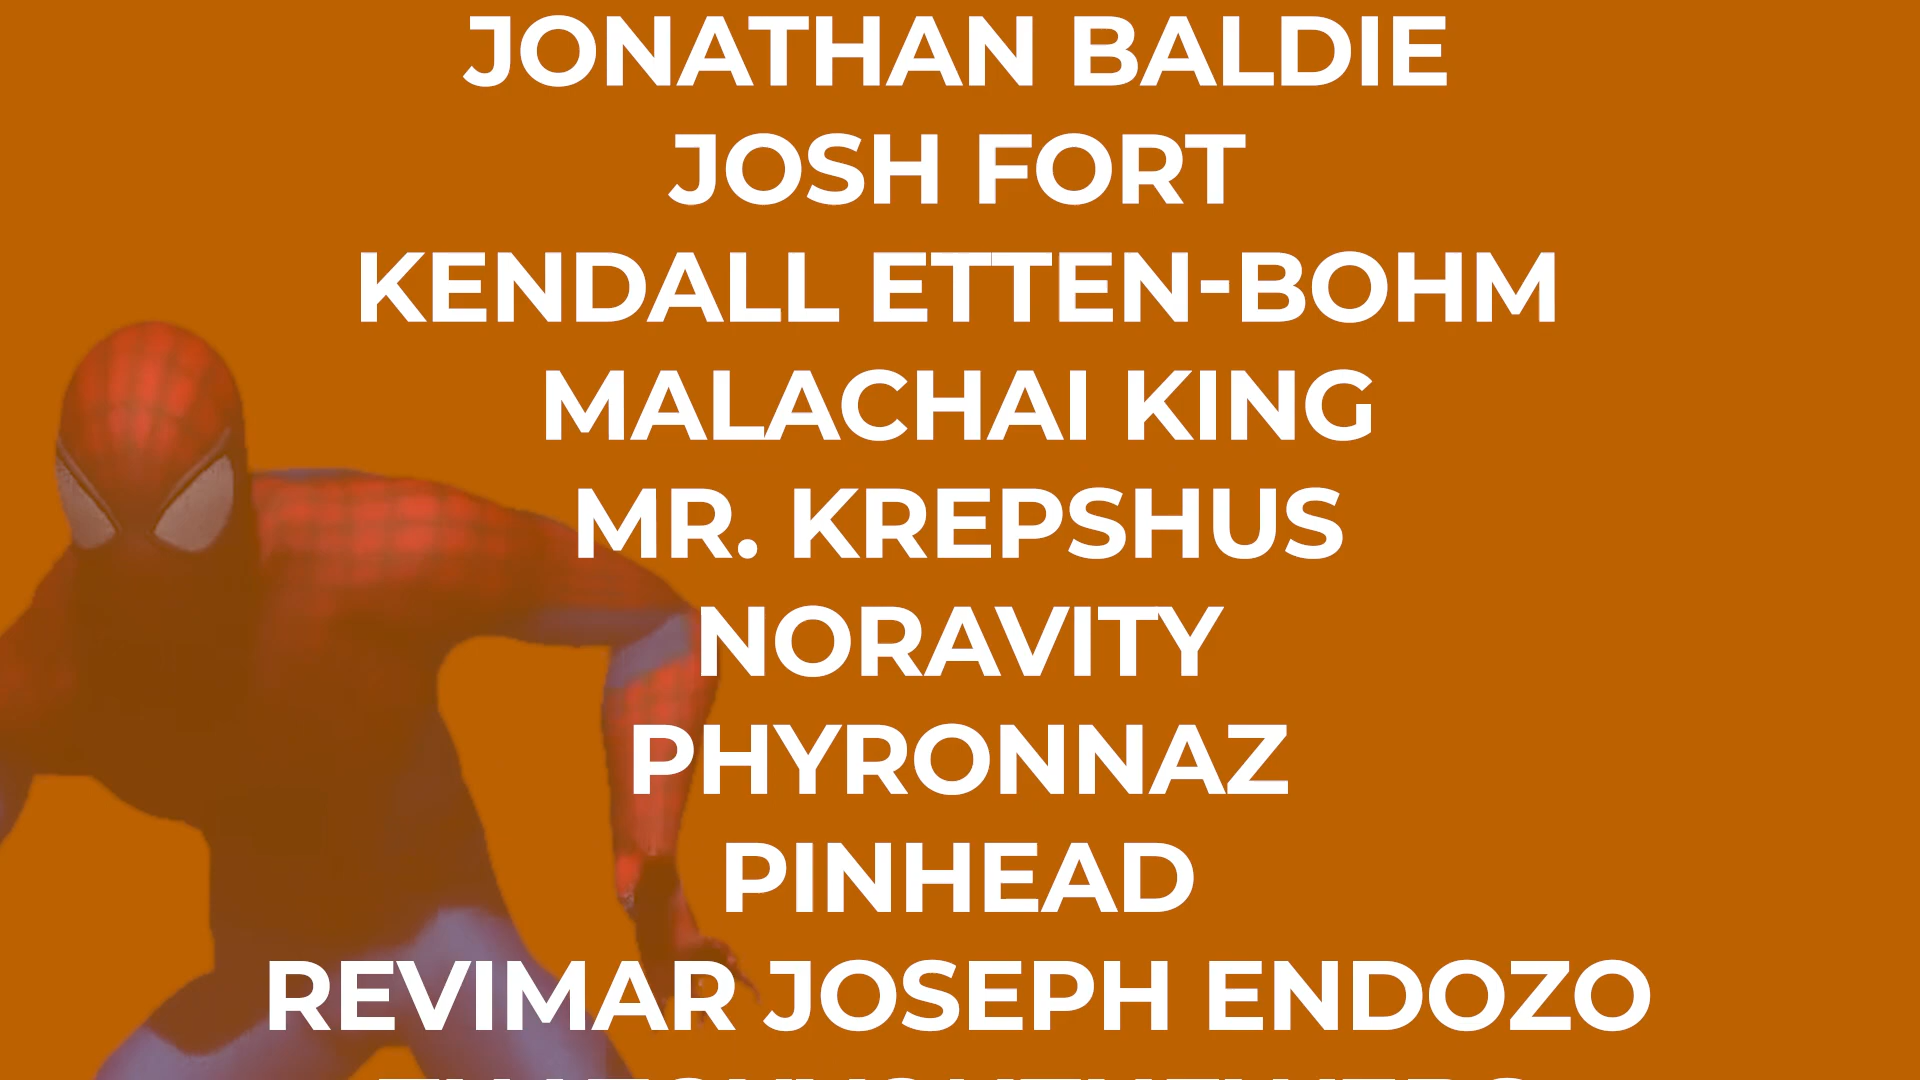 JONATHAN BALDIE
JOSH FORT
KENDALL ETTEN-BOHM
MALACHAI KING
MR. KREPSHUS
NORAVITY
PHYRONNAZ
PINHEAD
REVIMAR JOSEPH ENDOZO